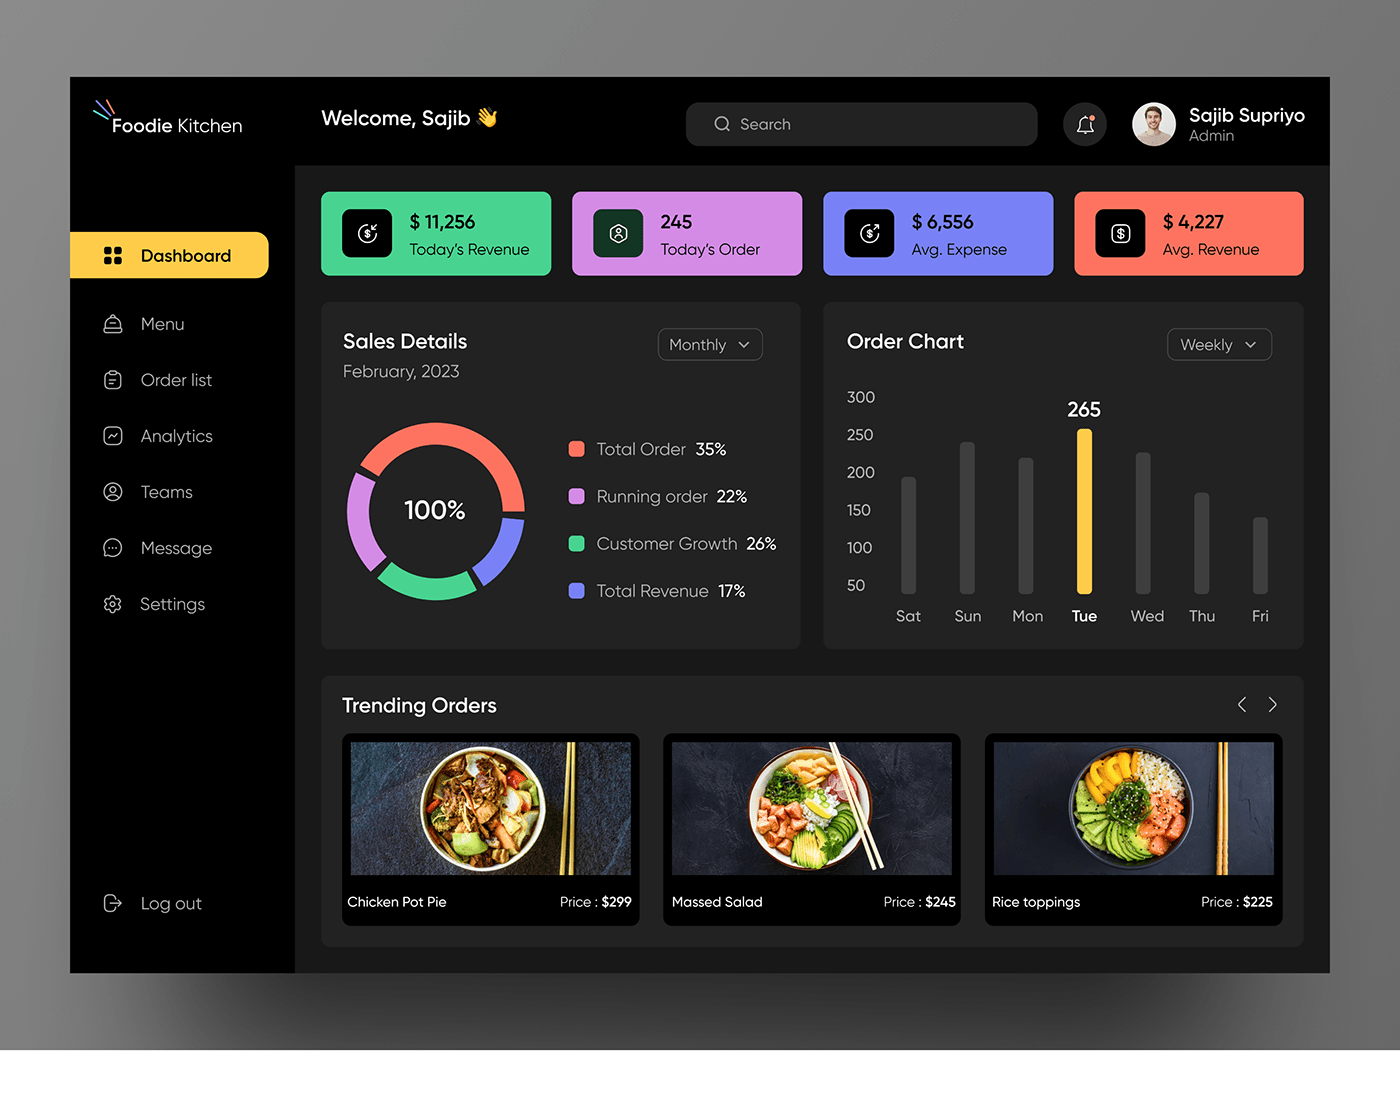 Foodie Kitchen
Welcome, Sajib 👋
Search
Sajib Supriyo
Admin
Dashboard
Menu
Order list
Analytics
Teams
Message
Settings
Log out
$ 11,256
Today's Revenue
245
Today's Order
$ 6,556
Avg. Expense
$ 4,227
Avg. Revenue
Sales Details
February, 2023
Monthly
100%
Total Order 35%
Running order 22%
Customer Growth 26%
Total Revenue 17%
Order Chart
Weekly
300
250
200
150
100
50
265
Sat Sun Mon Tue Wed Thu Fri
Trending Orders
Chicken Pot Pie Price : $299
Massed Salad Price : $245
Rice toppings Price : $225